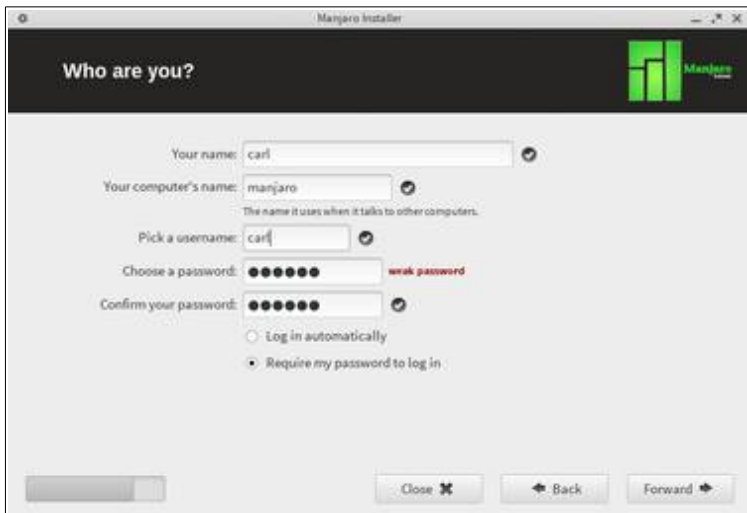 Manjaro Installer
Who are you?
Manjaro
Your name: carl
Your computer's name: manjaro
The name it uses when it talks to other computers.
Pick a username: carl
Choose a password: ●●●●●● weak password
Confirm your password: ●●●●●●
Log in automatically
Require my password to log in
Close Back Forward